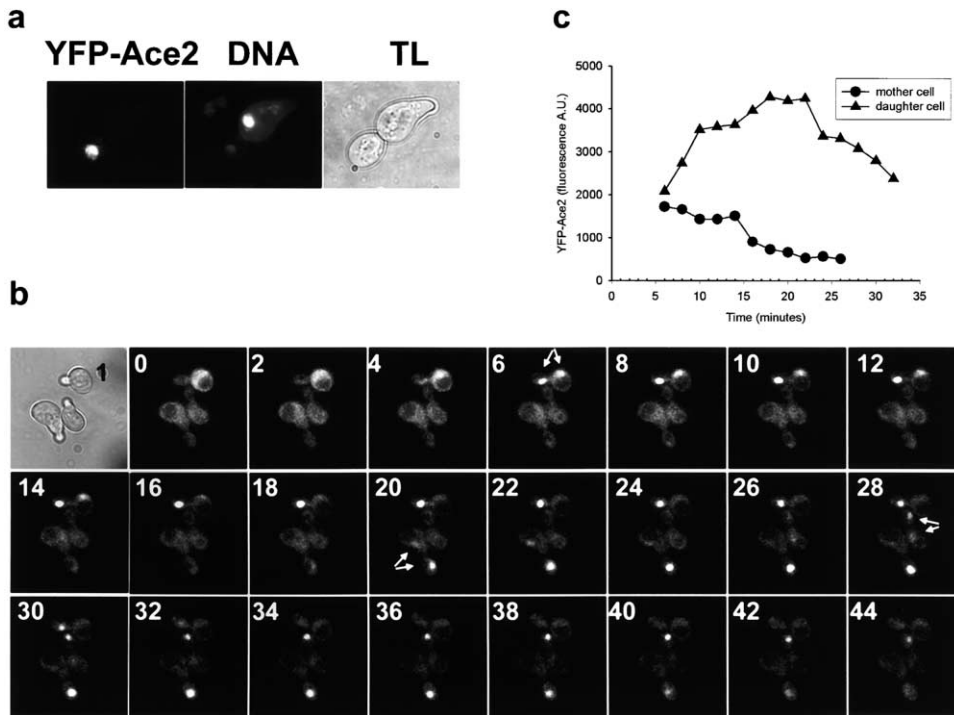 a
YFP-Ace2 DNA TL
c
YFP-Ace2 (fluorescence A.U.)
5000
4000
3000
2000
1000
0
0 5 10 15 20 25 30 35
Time (minutes)
mother cell
daughter cell
b
1 0 2 4 6 8 10 12
14 16 18 20 22 24 26 28
30 32 34 36 38 40 42 44